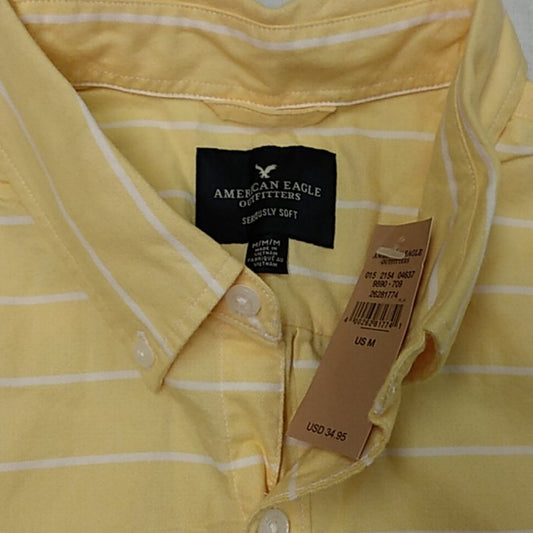 AMERICAN EAGLE
OUTFITTERS
SERIOUSLY SOFT
M/M/M
MADE IN
VIETNAM
FABRIQUÉ AU
VIETNAM
AMERICAN EAGLE
OUTFITTERS
015 2154 04637
9890-709
26281774
US M
USD 34.95